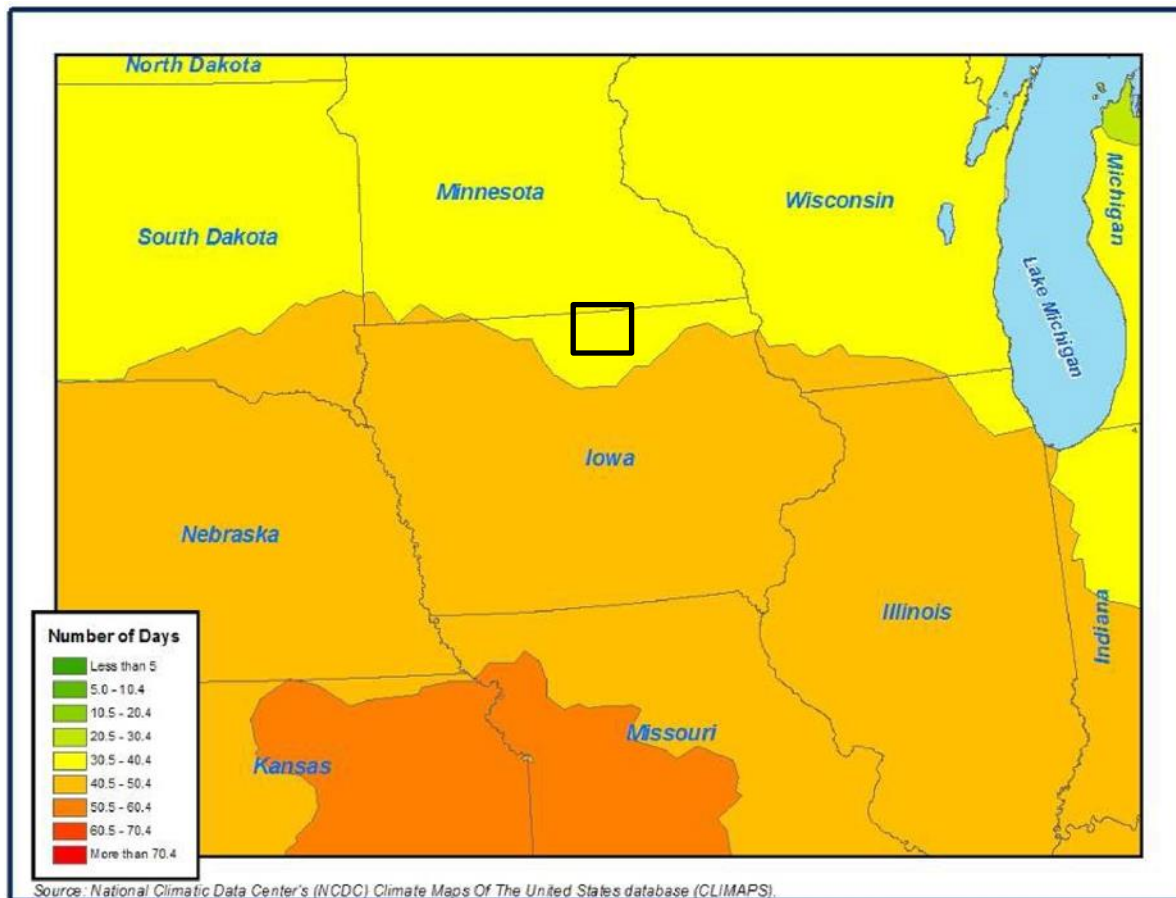 North Dakota
Minnesota
Wisconsin
Michigan
South Dakota
Lake Michigan
Iowa
Nebraska
Illinois
Indiana
Missouri
Kansas
Number of Days
Less than 5
5.0 - 10.4
10.5 - 20.4
20.5 - 30.4
30.5 - 40.4
40.5 - 50.4
50.5 - 60.4
60.5 - 70.4
More than 70.4
Source: National Climatic Data Center's (NCDC) Climate Maps Of The United States database (CLIMAPS).